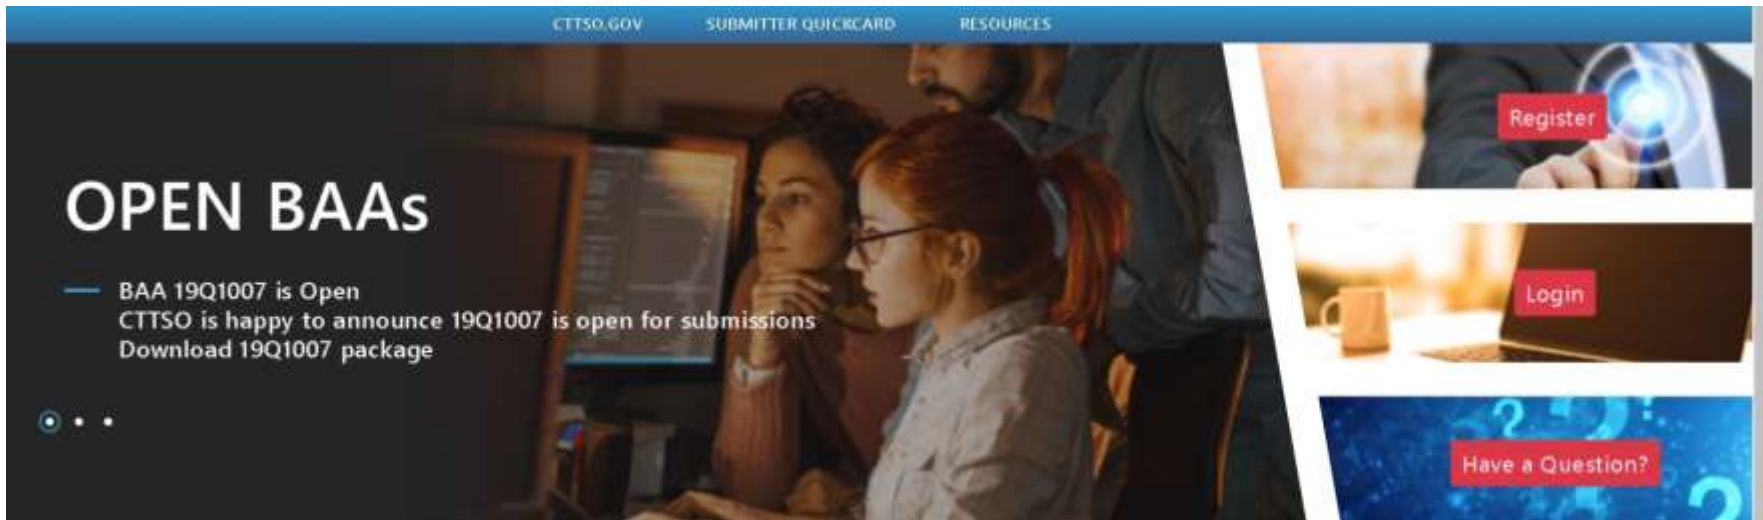 CTTSO.GOV SUBMITTER QUICKCARD RESOURCES
OPEN BAAs
BAA 19Q1007 is Open
CTTSO is happy to announce 19Q1007 is open for submissions
Download 19Q1007 package
Register
Login
Have a Question?